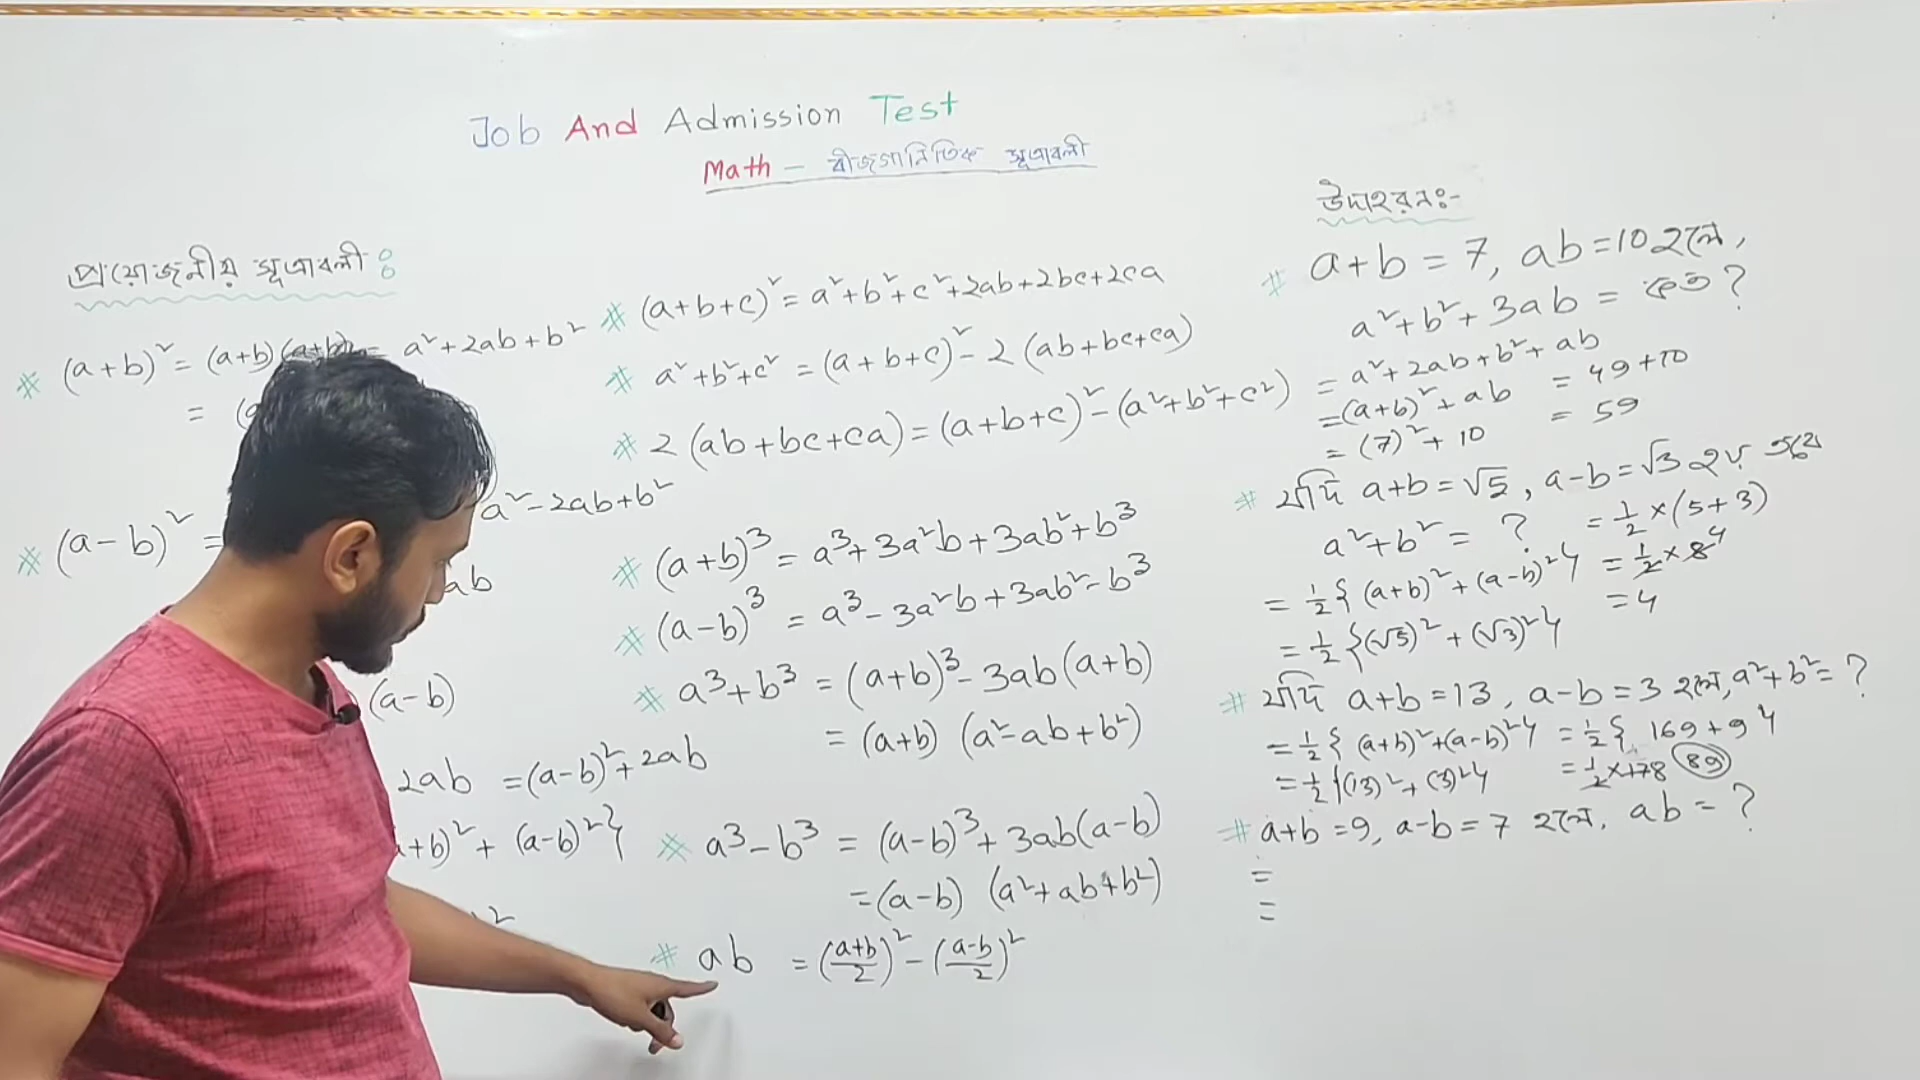 Job And Admission Test
Math - বীজগানিতিক সূত্রাবলী
প্রয়োজনীয় সূত্রাবলী :
* (a+b)² = (a+b)(a+b) = a²+2ab+b²
= (a
* (a-b)² = a²-2ab+b²
ab
(a-b)
2ab = (a-b)²+2ab
+b)² + (a-b)²}
²
* (a+b+c)² = a²+b²+c²+2ab+2bc+2ca
* a²+b²+c² = (a+b+c)² - 2(ab+bc+ca)
* 2(ab+bc+ca) = (a+b+c)² - (a²+b²+c²)
* (a+b)³ = a³+3a²b+3ab²+b³
* (a-b)³ = a³-3a²b+3ab²-b³
* a³+b³ = (a+b)³-3ab(a+b)
= (a+b) (a²-ab+b²)
* a³-b³ = (a-b)³+3ab(a-b)
= (a-b) (a²+ab+b²)
* ab = (a+b/2)² - (a-b/2)²
উদাহরনঃ-
# a+b = 7, ab = 10 হলে,
a²+b²+3ab = কত ?
= a²+2ab+b²+ab
= (a+b)²+ab = 49+10
= (7)²+10 = 59
# যদি a+b = √5, a-b = √3 হয় তবে
a²+b² = ? = 1/2 × (5+3)
= 1/2 {(a+b)²+(a-b)²} = 1/2 × 8 4
= 1/2 {(√5)²+(√3)²} = 4
# যদি a+b = 13, a-b = 3 হলে, a²+b² = ?
= 1/2 {(a+b)²+(a-b)²} = 1/2 {169+9}
= 1/2 {(13)²+(3)²} = 1/2 × 178 89
# a+b = 9, a-b = 7 হলে, ab = ?
=
=